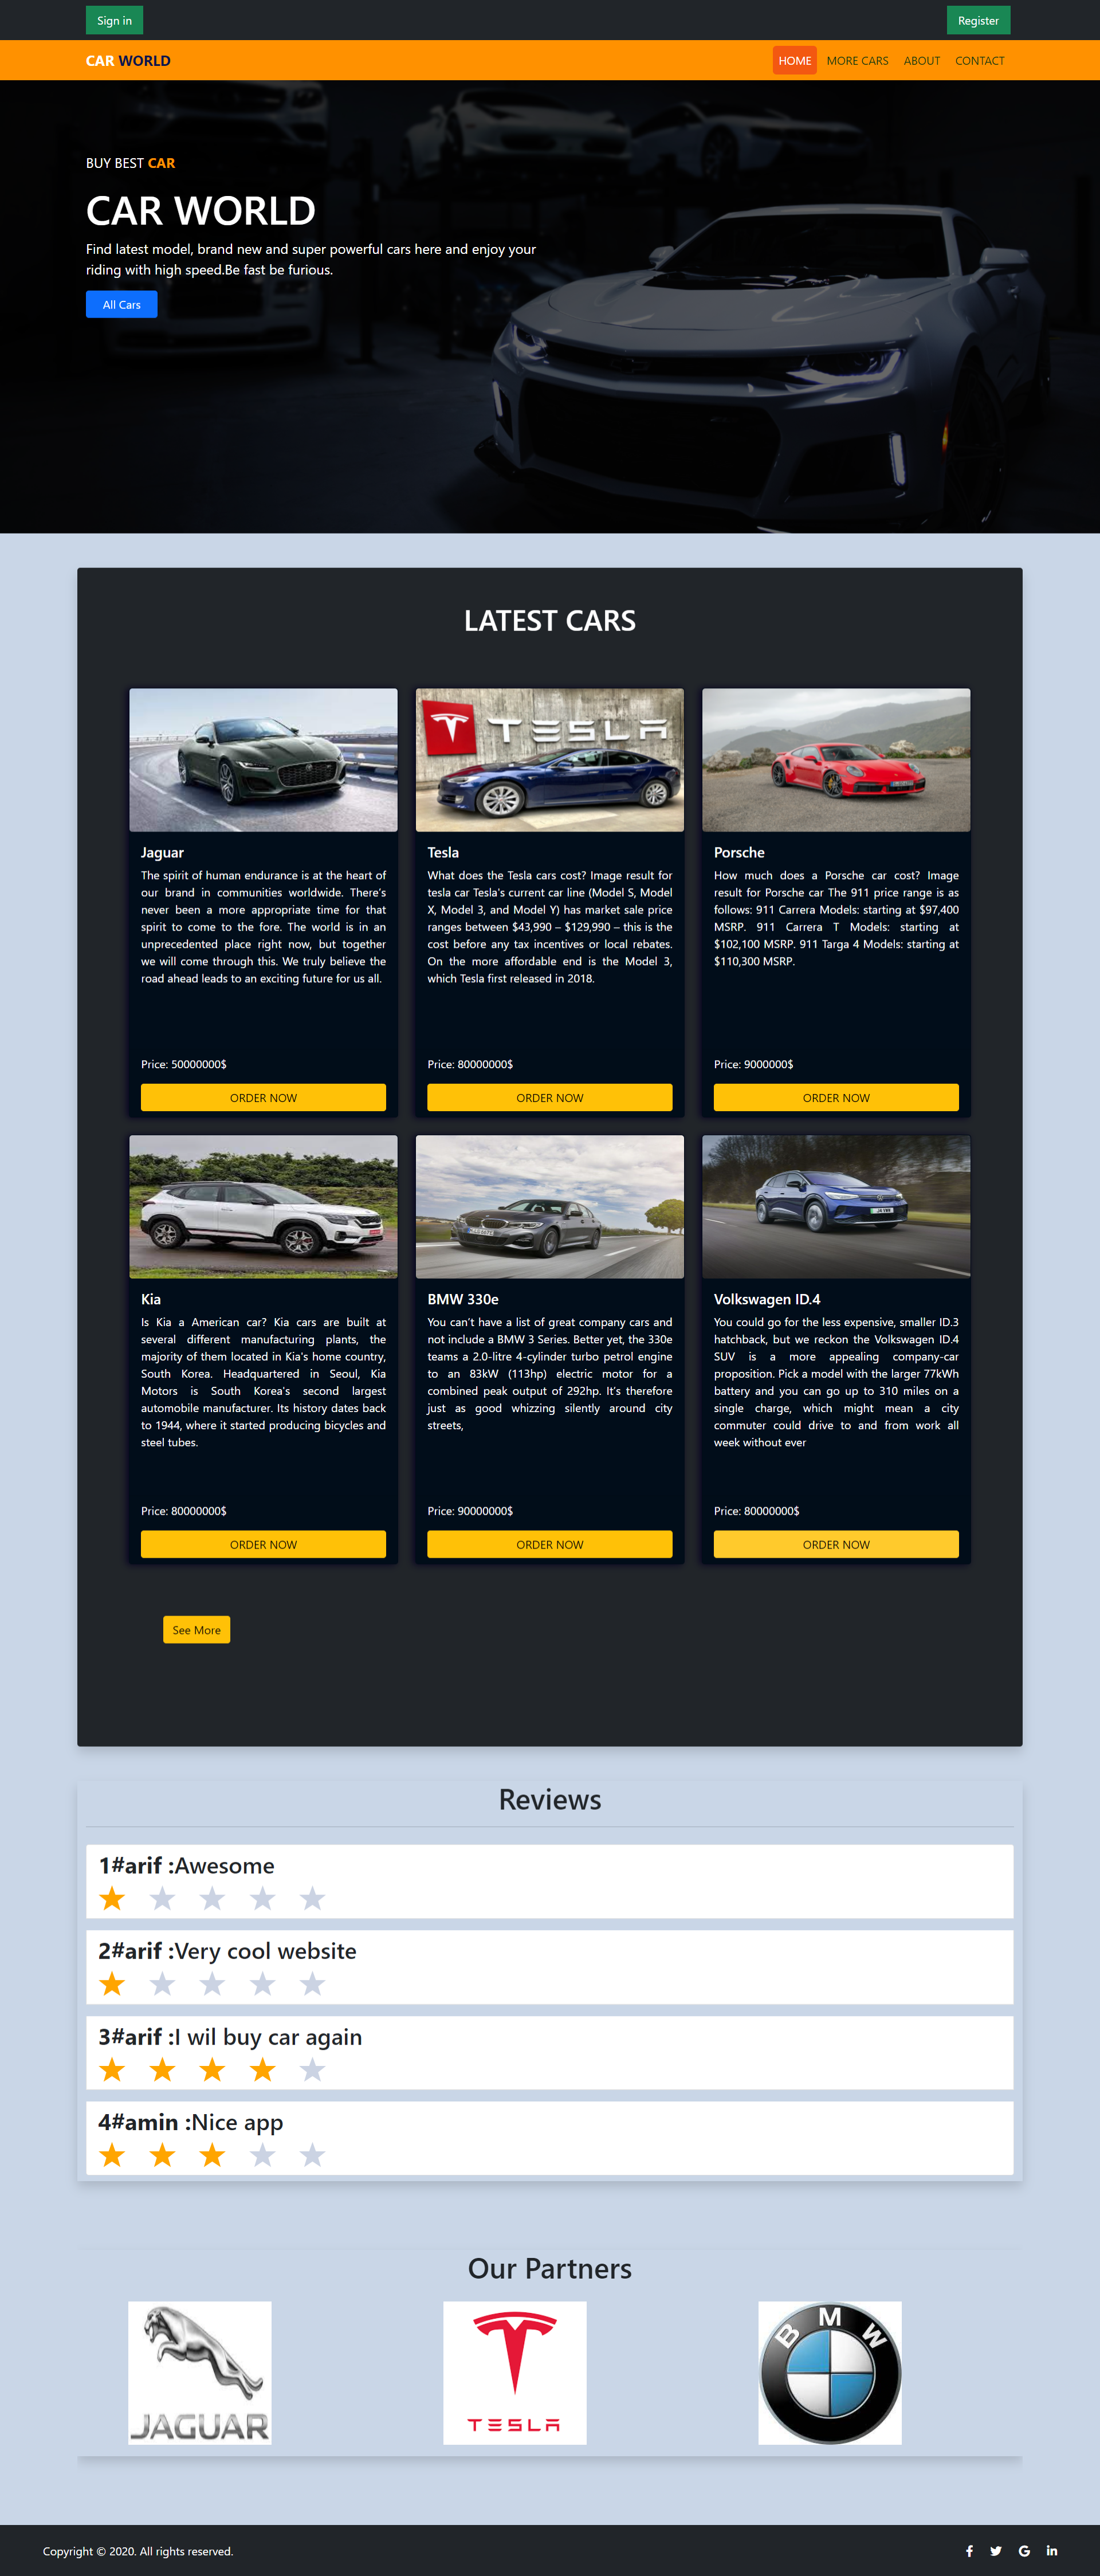 Sign in
Register
CAR WORLD
HOME
MORE CARS
ABOUT
CONTACT
BUY BEST CAR
CAR WORLD
Find latest model, brand new and super powerful cars here and enjoy your
riding with high speed.Be fast be furious.
All Cars
LATEST CARS
TESLA
Jaguar
The spirit of human endurance is at the heart of
our brand in communities worldwide. There's
never been a more appropriate time for that
spirit to come to the fore. The world is in an
unprecedented place right now, but together
we will come through this. We truly believe the
road ahead leads to an exciting future for us all.
Price: 50000000$
ORDER NOW
Tesla
What does the Tesla cars cost? Image result for
tesla car Tesla's current car line (Model S, Model
X, Model 3, and Model Y) has market sale price
ranges between $43,990 – $129,990 – this is the
cost before any tax incentives or local rebates.
On the more affordable end is the Model 3,
which Tesla first released in 2018.
Price: 80000000$
ORDER NOW
Porsche
How much does a Porsche car cost? Image
result for Porsche car The 911 price range is as
follows: 911 Carrera Models: starting at $97,400
MSRP. 911 Carrera T Models: starting at
$102,100 MSRP. 911 Targa 4 Models: starting at
$110,300 MSRP.
Price: 9000000$
ORDER NOW
Kia
Is Kia a American car? Kia cars are built at
several different manufacturing plants, the
majority of them located in Kia's home country,
South Korea. Headquartered in Seoul, Kia
Motors is South Korea's second largest
automobile manufacturer. Its history dates back
to 1944, where it started producing bicycles and
steel tubes.
Price: 80000000$
ORDER NOW
BMW 330e
You can't have a list of great company cars and
not include a BMW 3 Series. Better yet, the 330e
teams a 2.0-litre 4-cylinder turbo petrol engine
to an 83kW (113hp) electric motor for a
combined peak output of 292hp. It's therefore
just as good whizzing silently around city
streets,
Price: 90000000$
ORDER NOW
Volkswagen ID.4
You could go for the less expensive, smaller ID.3
hatchback, but we reckon the Volkswagen ID.4
SUV is a more appealing company-car
proposition. Pick a model with the larger 77kWh
battery and you can go up to 310 miles on a
single charge, which might mean a city
commuter could drive to and from work all
week without ever
Price: 80000000$
ORDER NOW
See More
Reviews
1#arif :Awesome
2#arif :Very cool website
3#arif :I wil buy car again
4#amin :Nice app
Our Partners
JAGUAR
TESLA
BMW
Copyright © 2020. All rights reserved.